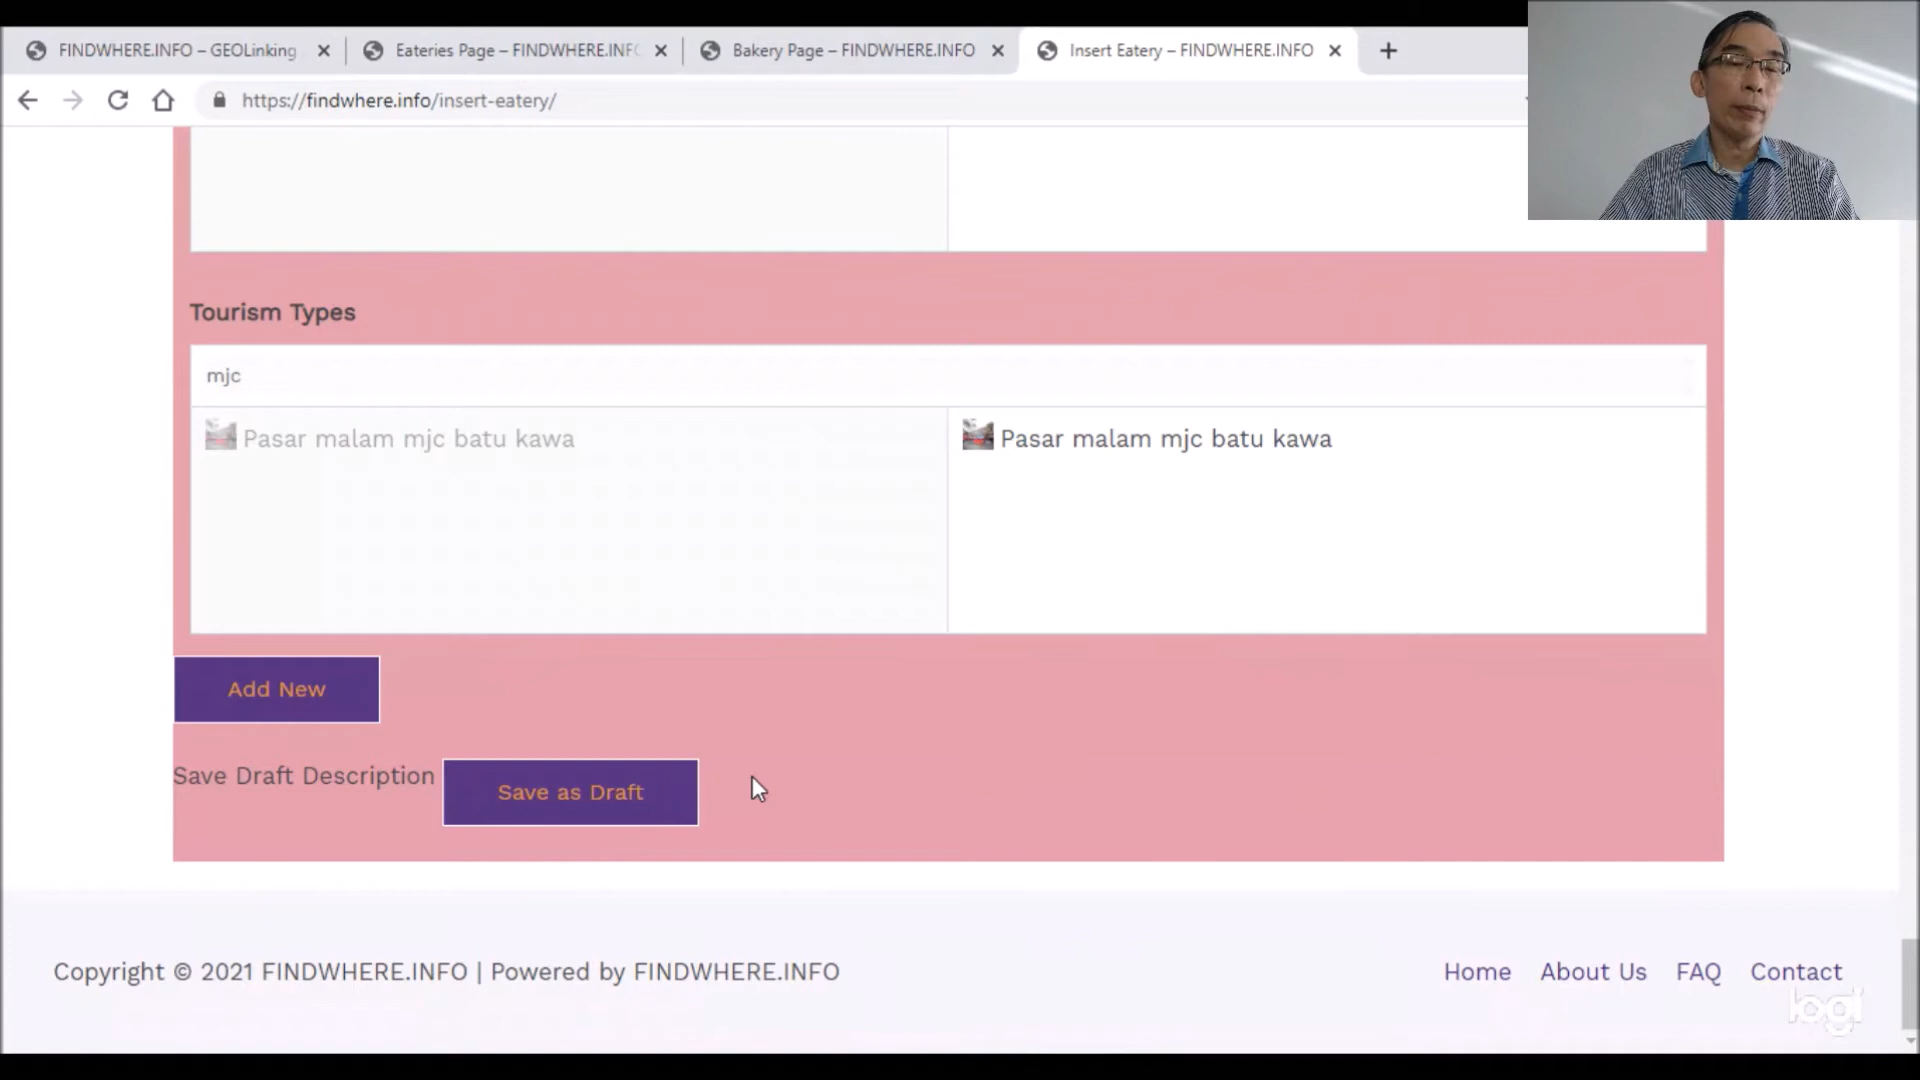 FINDWHERE.INFO – GEOLinking
Eateries Page – FINDWHERE.INFO
Bakery Page – FINDWHERE.INFO
Insert Eatery – FINDWHERE.INFO
https://findwhere.info/insert-eatery/
Tourism Types
mjc
Pasar malam mjc batu kawa
Pasar malam mjc batu kawa
Add New
Save Draft Description
Save as Draft
Copyright © 2021 FINDWHERE.INFO | Powered by FINDWHERE.INFO
Home About Us FAQ Contact
logi